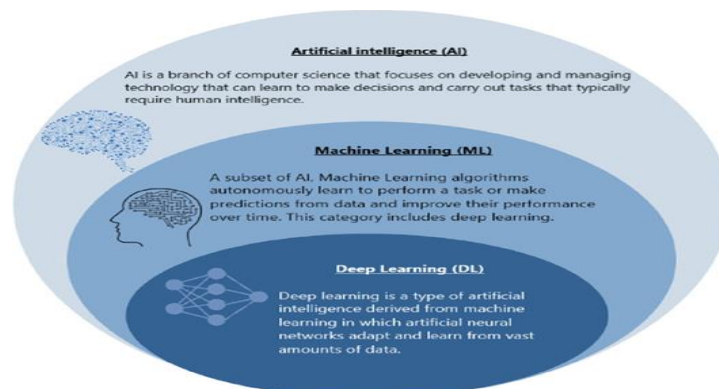 Artificial intelligence (AI)
AI is a branch of computer science that focuses on developing and managing
technology that can learn to make decisions and carry out tasks that typically
require human intelligence.
Machine Learning (ML)
A subset of AI, Machine Learning algorithms
autonomously learn to perform a task or make
predictions from data and improve their performance
over time. This category includes deep learning.
Deep Learning (DL)
Deep learning is a type of artificial
intelligence derived from machine
learning in which artificial neural
networks adapt and learn from vast
amounts of data.